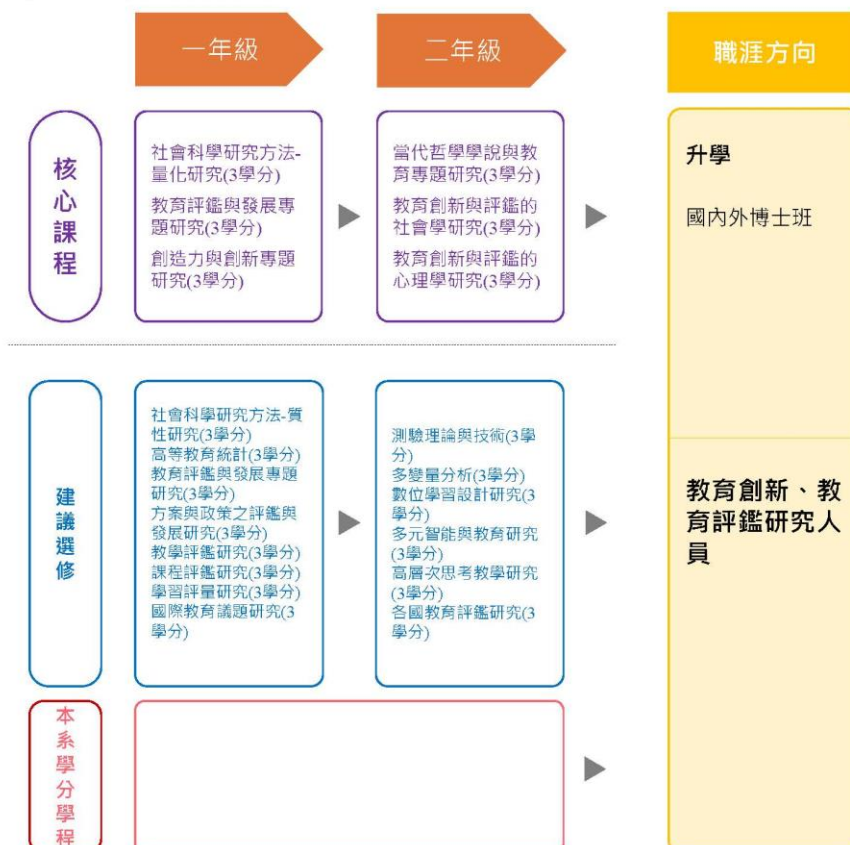 一年級
二年級
職涯方向
核心課程
社會科學研究方法-
量化研究(3學分)
教育評鑑與發展專
題研究(3學分)
創造力與創新專題
研究(3學分)
當代哲學學說與教
育專題研究(3學分)
教育創新與評鑑的
社會學研究(3學分)
教育創新與評鑑的
心理學研究(3學分)
升學
國內外博士班
建議選修
社會科學研究方法-質
性研究(3學分)
高等教育統計(3學分)
教育評鑑與發展專題
研究(3學分)
方案與政策之評鑑與
發展研究(3學分)
教學評鑑研究(3學分)
課程評鑑研究(3學分)
學習評量研究(3學分)
國際教育議題研究(3
學分)
測驗理論與技術(3學
分)
多變量分析(3學分)
數位學習設計研究(3
學分)
多元智能與教育研究
(3學分)
高層次思考教學研究
(3學分)
各國教育評鑑研究(3
學分)
教育創新、教
育評鑑研究人
員
本系學分學程